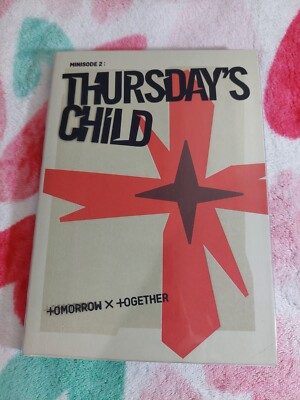 MINISODE 2:
THURSDAY'S
CHiLD
TOMORROW X TOGETHER